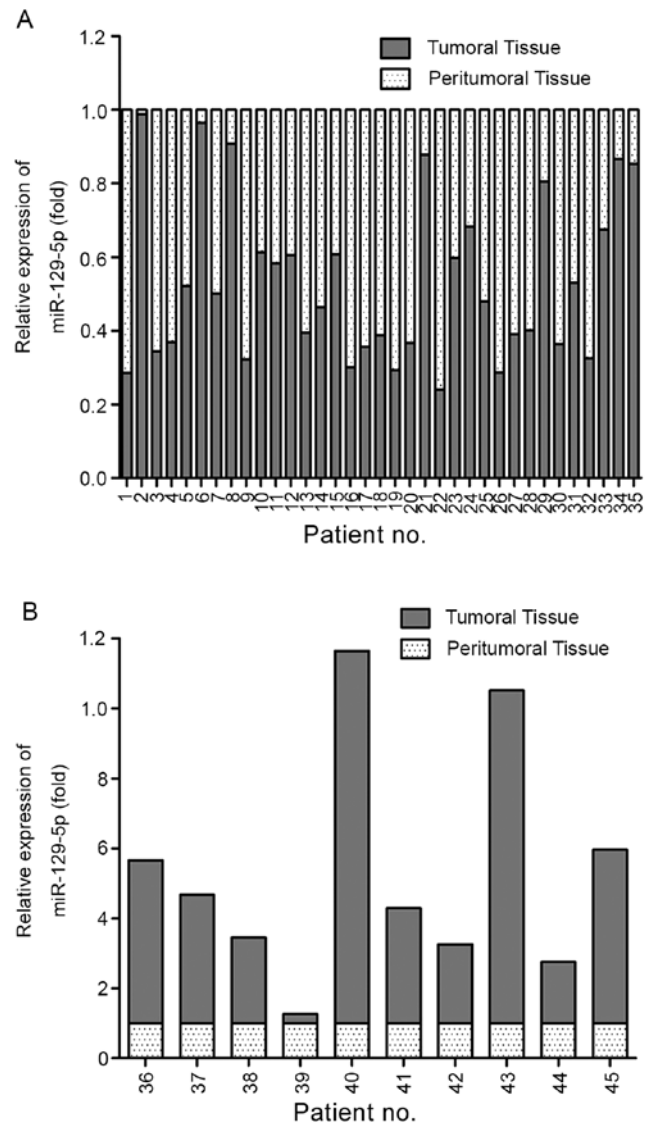 A
1.2
Tumoral Tissue
Peritumoral Tissue
1.0
0.8
0.6
0.4
0.2
0.0
Relative expression of
miR-129-5p (fold)
1 2 3 4 5 6 7 8 9 10 11 12 13 14 15 16 17 18 19 20 21 22 23 24 25 26 27 28 29 30 31 32 33 34 35
Patient no.
B
Tumoral Tissue
Peritumoral Tissue
1.2
1.0
8
6
4
2
0
Relative expression of
miR-129-5p (fold)
36 37 38 39 40 41 42 43 44 45
Patient no.